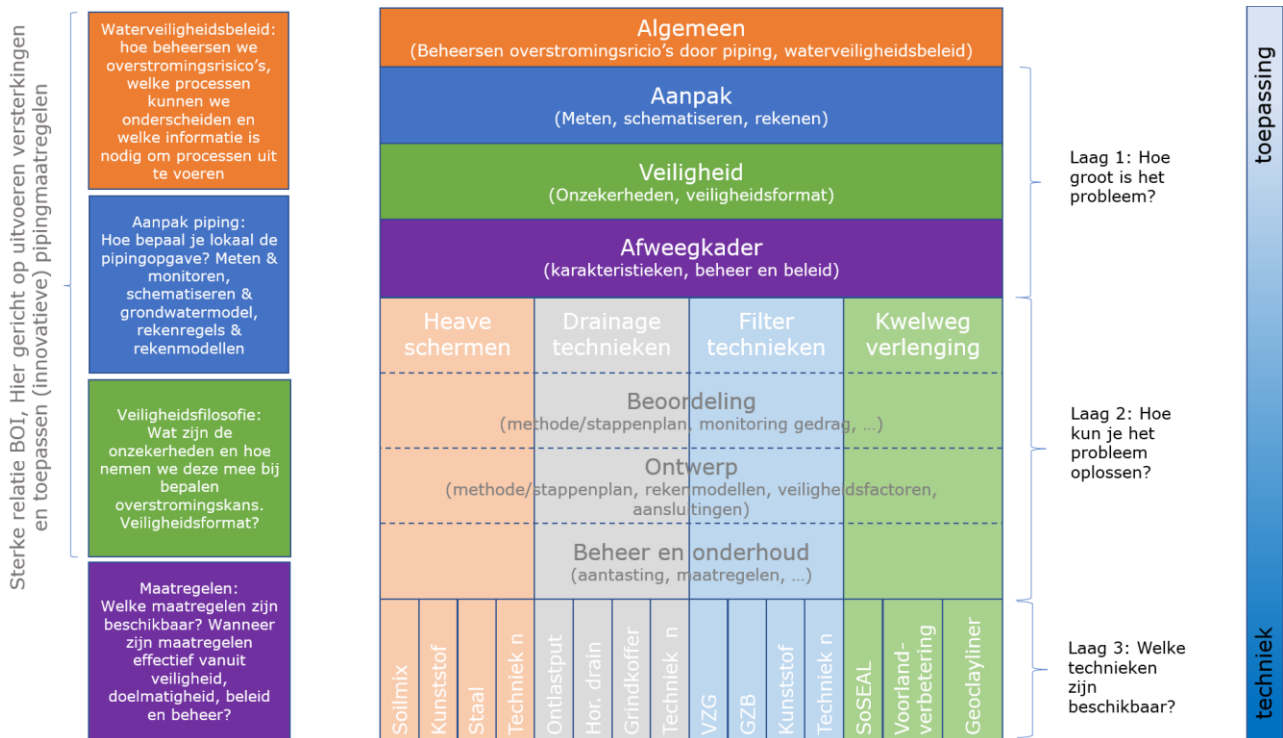 Sterke relatie BOI, Hier gericht op uitvoeren versterkingen
en toepassen (innovatieve) pipingmaatregelen
Waterveiligheidsbeleid:
hoe beheersen we
overstromingsrisico's,
welke processen
kunnen we
onderscheiden en
welke informatie is
nodig om processen uit
te voeren
Aanpak piping:
Hoe bepaal je lokaal de
pipingopgave? Meten &
monitoren,
schematiseren &
grondwatermodel,
rekenregels &
rekenmodellen
Veiligheidsfilosofie:
Wat zijn de
onzekerheden en hoe
nemen we deze mee bij
bepalen
overstromingskans.
Veiligheidsformat?
Maatregelen:
Welke maatregelen zijn
beschikbaar? Wanneer
zijn maatregelen
effectief vanuit
veiligheid,
doelmatigheid, beleid
en beheer?
Algemeen
(Beheersen overstromingsricio's door piping, waterveiligheidsbeleid)
Aanpak
(Meten, schematiseren, rekenen)
Veiligheid
(Onzekerheden, veiligheidsformat)
Afweegkader
(karakteristieken, beheer en beleid)
Heave
schermen
Drainage
technieken
Filter
technieken
Kwelweg
verlenging
Beoordeling
(methode/stappenplan, monitoring gedrag, ...)
Ontwerp
(methode/stappenplan, rekenmodellen, veiligheidsfactoren,
aansluitingen)
Beheer en onderhoud
(aantasting, maatregelen, ...)
Soilmix
Kunststof
Staal
Techniek n
Ontlastput
Hor. drain
Grindkoffer
Techniek n
VZG
GZB
Kunststof
Techniek n
SoSEAL
Voorland-
verbetering
Geoclayliner
Laag 1: Hoe
groot is het
probleem?
Laag 2: Hoe
kun je het
probleem
oplossen?
Laag 3: Welke
technieken
zijn
beschikbaar?
toepassing
techniek